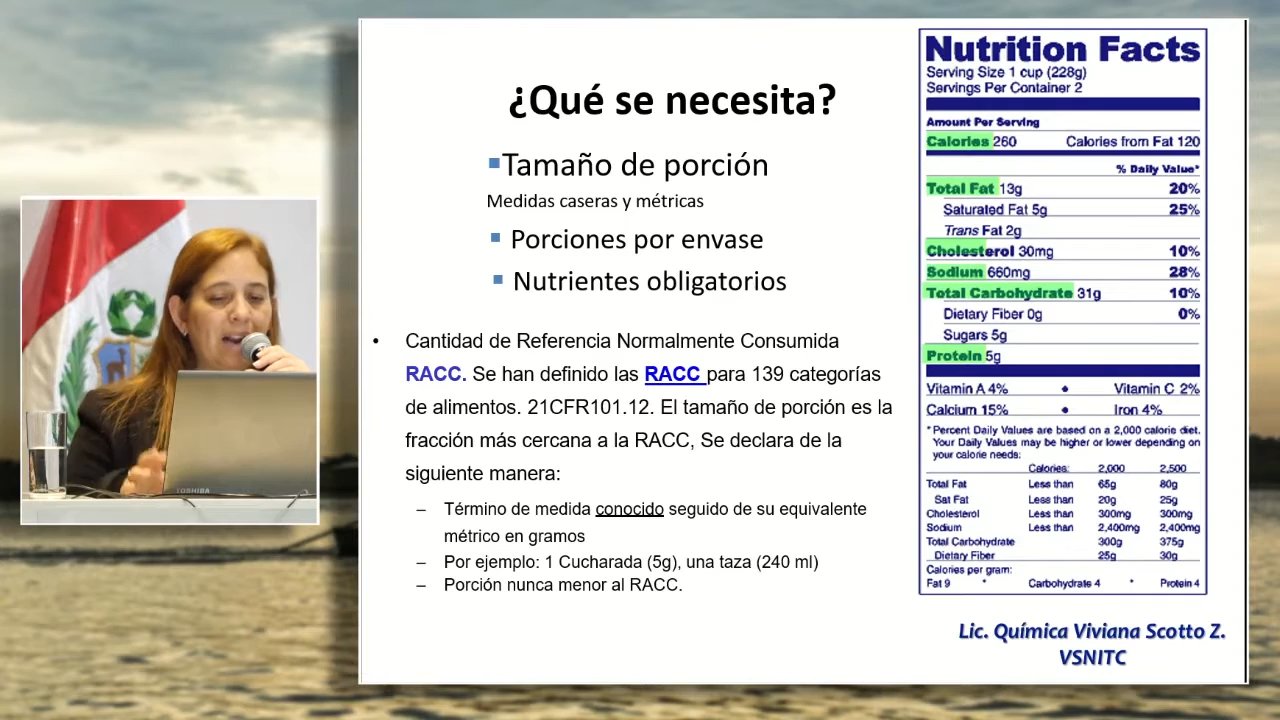 ¿Qué se necesita?
▪Tamaño de porción
Medidas caseras y métricas
▪ Porciones por envase
▪ Nutrientes obligatorios
• Cantidad de Referencia Normalmente Consumida
RACC. Se han definido las RACC para 139 categorías
de alimentos. 21CFR101.12. El tamaño de porción es la
fracción más cercana a la RACC, Se declara de la
siguiente manera:
– Término de medida conocido seguido de su equivalente
métrico en gramos
– Por ejemplo: 1 Cucharada (5g), una taza (240 ml)
– Porción nunca menor al RACC.
Nutrition Facts
Serving Size 1 cup (228g)
Servings Per Container 2
Amount Per Serving
Calories 260 Calories from Fat 120
% Daily Value*
Total Fat 13g 20%
Saturated Fat 5g 25%
Trans Fat 2g
Cholesterol 30mg 10%
Sodium 660mg 28%
Total Carbohydrate 31g 10%
Dietary Fiber 0g 0%
Sugars 5g
Protein 5g
Vitamin A 4% • Vitamin C 2%
Calcium 15% • Iron 4%
*Percent Daily Values are based on a 2,000 calorie diet.
Your Daily Values may be higher or lower depending on
your calorie needs:
Calories: 2,000 2,500
Total Fat Less than 65g 80g
Sat Fat Less than 20g 25g
Cholesterol Less than 300mg 300mg
Sodium Less than 2,400mg 2,400mg
Total Carbohydrate 300g 375g
Dietary Fiber 25g 30g
Calories per gram:
Fat 9 * Carbohydrate 4 * Protein 4
Lic. Química Viviana Scotto Z.
VSNITC
TOSHIBA